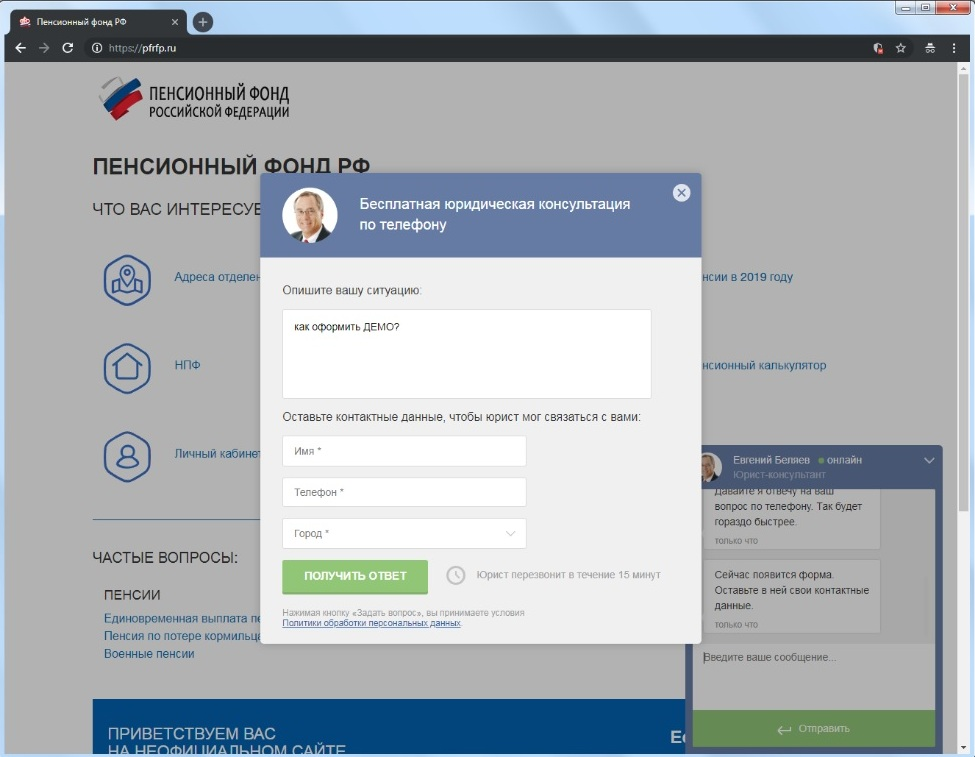 Пенсионный фонд РФ
https://pfrfp.ru
ПЕНСИОННЫЙ ФОНД
РОССИЙСКОЙ ФЕДЕРАЦИИ
ПЕНСИОННЫЙ ФОНД РФ
ЧТО ВАС ИНТЕРЕСУЕ
Бесплатная юридическая консультация
по телефону
Адреса отделен
нсии в 2019 году
НПФ
нсионный калькулятор
Личный кабинет
Опишите вашу ситуацию:
как оформить ДЕМО?
Оставьте контактные данные, чтобы юрист мог связаться с вами:
Имя *
Телефон *
Город *
ПОЛУЧИТЬ ОТВЕТ
Юрист перезвонит в течение 15 минут
Нажимая кнопку «Задать вопрос», вы принимаете условия
Политики обработки персональных данных.
ЧАСТЫЕ ВОПРОСЫ:
ПЕНСИИ
Единовременная выплата пе
Пенсия по потере кормильца
Военные пенсии
Евгений Беляев онлайн
Юрист-консультант
Давайте я отвечу на ваш
вопрос по телефону. Так будет
гораздо быстрее.
только что
Сейчас появится форма.
Оставьте в ней свои контактные
данные.
только что
Введите ваше сообщение...
Отправить
ПРИВЕТСТВУЕМ ВАС
НА НЕОФИЦИАЛЬНОМ САЙТЕ
Ес